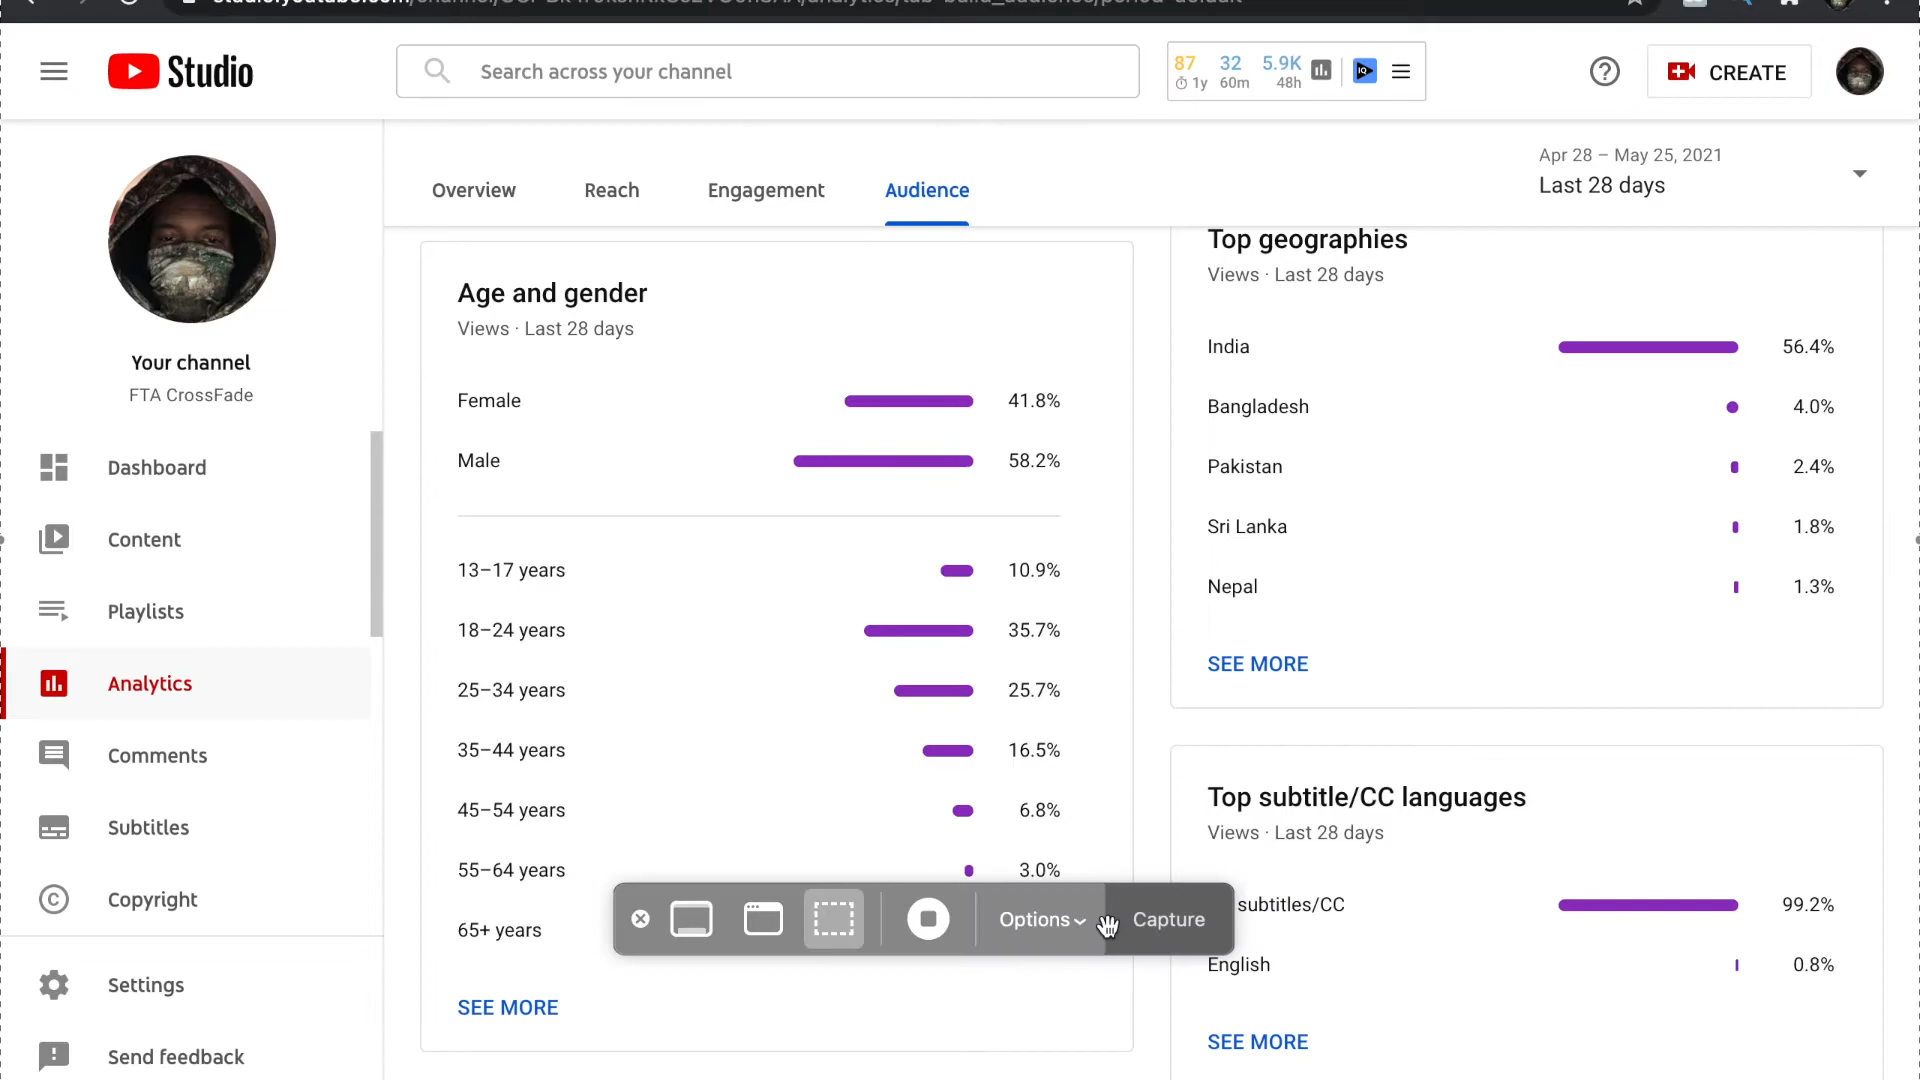 Studio
Search across your channel
87 32 5.9K
1y 60m 48h
IQ
CREATE
Overview Reach Engagement Audience
Apr 28 – May 25, 2021
Last 28 days
Your channel
FTA CrossFade
Dashboard
Content
Playlists
Analytics
Comments
Subtitles
Copyright
Settings
Send feedback
Age and gender
Views · Last 28 days
Female 41.8%
Male 58.2%
13–17 years 10.9%
18–24 years 35.7%
25–34 years 25.7%
35–44 years 16.5%
45–54 years 6.8%
55–64 years 3.0%
65+ years
SEE MORE
Options Capture
Top geographies
Views · Last 28 days
India 56.4%
Bangladesh 4.0%
Pakistan 2.4%
Sri Lanka 1.8%
Nepal 1.3%
SEE MORE
Top subtitle/CC languages
Views · Last 28 days
subtitles/CC 99.2%
English 0.8%
SEE MORE